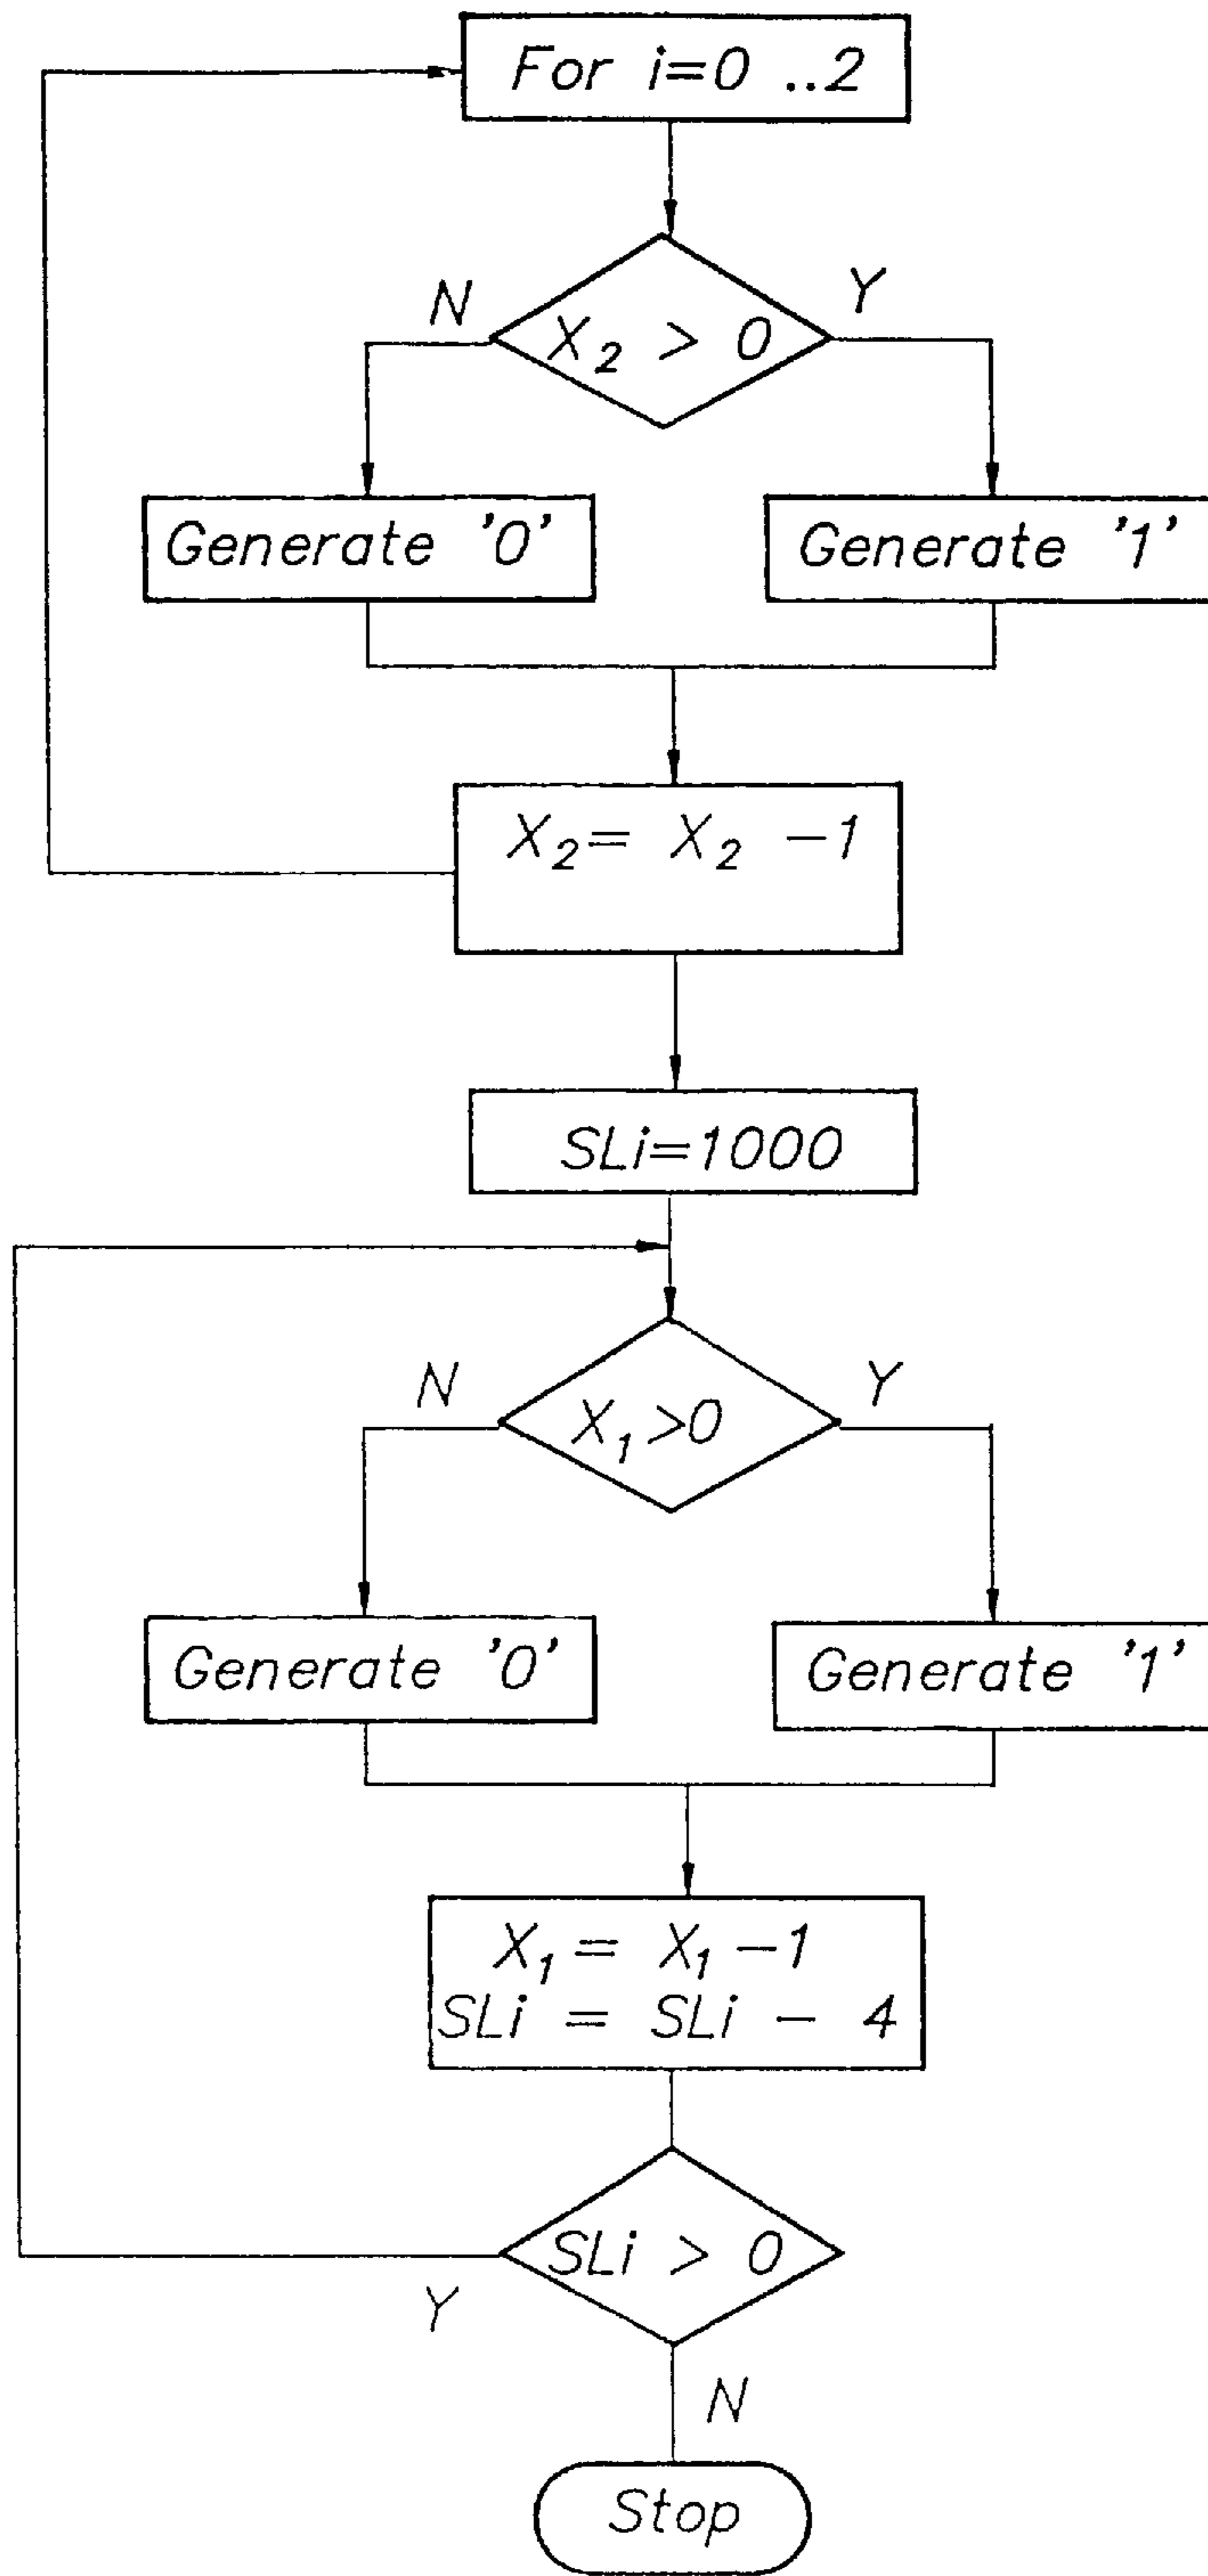 For i=0 ..2
N
Y
X₂ > 0
Generate '0'
Generate '1'
X₂= X₂ -1
SLi=1000
N
Y
X₁>0
Generate '0'
Generate '1'
X₁= X₁-1
SLi = SLi - 4
SLi > 0
Y
N
Stop